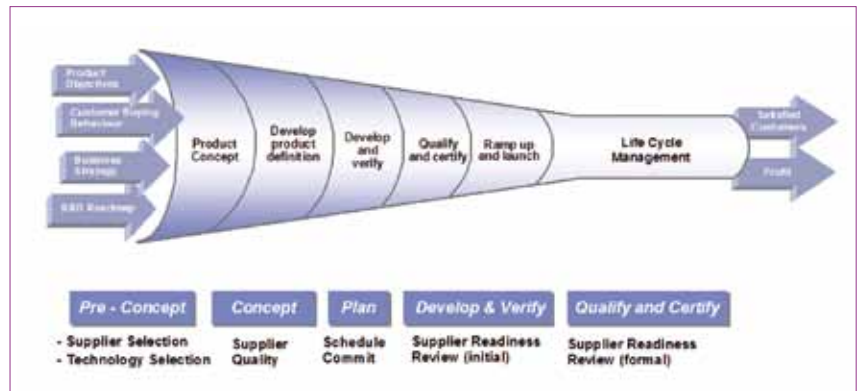 Product
Objectives
Customer Buying
Behaviour
Business
Strategy
R&D Roadmap
Product
Concept
Develop
product
definition
Develop
and
verify
Qualify
and certify
Ramp up
and launch
Life Cycle
Management
Satisfied
Customers
Profit
Pre - Concept
- Supplier Selection
- Technology Selection
Concept
Supplier
Quality
Plan
Schedule
Commit
Develop & Verify
Supplier Readiness
Review (initial)
Qualify and Certify
Supplier Readiness
Review (formal)